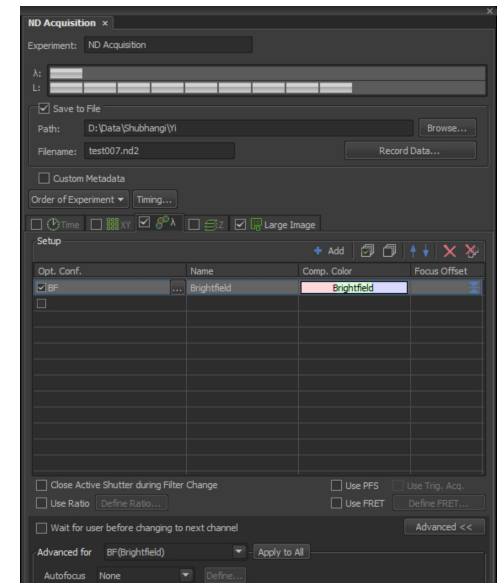 ND Acquisition ×
Experiment: ND Acquisition
λ:
L:
Save to File
Path: D:\Data\Shubhangi\Yi Browse...
Filename: test007.nd2 Record Data...
Custom Metadata
Order of Experiment Timing...
Time XY λ Z Large Image
Setup
+ Add
Opt. Conf. Name Comp. Color Focus Offset
BF ... Brightfield Brightfield
Close Active Shutter during Filter Change Use PFS Use Trig. Acq.
Use Ratio Define Ratio... Use FRET Define FRET...
Wait for user before changing to next channel Advanced <<
Advanced for BF(Brightfield) Apply to All
Autofocus None Define...